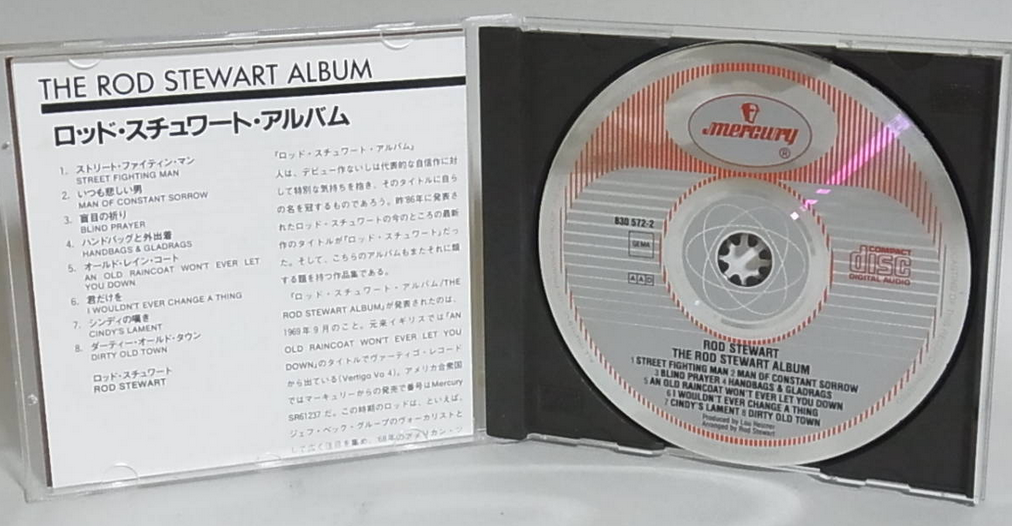 THE ROD STEWART ALBUM
ロッド・スチュワート・アルバム
1. ストリート・ファイティン・マン
STREET FIGHTING MAN
2. いつも悲しい男
MAN OF CONSTANT SORROW
3. 盲目の祈り
BLIND PRAYER
4. ハンドバッグと外出着
HANDBAGS & GLADRAGS
5. オールド・レイン・コート
AN OLD RAINCOAT WON'T EVER LET
YOU DOWN
6. 君だけを
I WOULDN'T EVER CHANGE A THING
7. シンディの嘆き
CINDY'S LAMENT
8. ダーティー・オールド・タウン
DIRTY OLD TOWN
ロッド・スチュワート
ROD STEWART
『ロッド・スチュワート・アルバム』
人は、デビュー作ないしは代表的な自信作に対
して特別な気持ちを抱き、そのタイトルに自ら
の名を冠するものであろう。昨'86年に発表さ
れたロッド・スチュワートの今のところの最新
作のタイトルが『ロッド・スチュワート』だっ
た。そして、こちらのアルバムもまたそれに類
する題を持つ作品集である。
『ロッド・スチュワート・アルバム/THE
ROD STEWART ALBUM』が発表されたのは、
1969年9月のこと。元来イギリスでは『AN
OLD RAINCOAT WON'T EVER LET YOU
DOWN』のタイトルでヴァーティゴ・レコード
から出ている(Vertigo Vo 4)。アメリカ合衆国
ではマーキュリーからの発売で番号はMercury
SR61237だ。この時期のロッドは、といえば、
ジェフ・ベック・グループのヴォーカリストと
して広く注目を集め、68年のアメリカン・ツ
mercury
®
830 572-2
GEMA
AAD
COMPACT
disc
DIGITAL AUDIO
ROD STEWART
THE ROD STEWART ALBUM
1 STREET FIGHTING MAN 2 MAN OF CONSTANT SORROW
3 BLIND PRAYER 4 HANDBAGS & GLADRAGS
5 AN OLD RAINCOAT WON'T EVER LET YOU DOWN
6 I WOULDN'T EVER CHANGE A THING
7 CINDY'S LAMENT 8 DIRTY OLD TOWN
Produced by Lou Reizner
Arranged by Rod Stewart